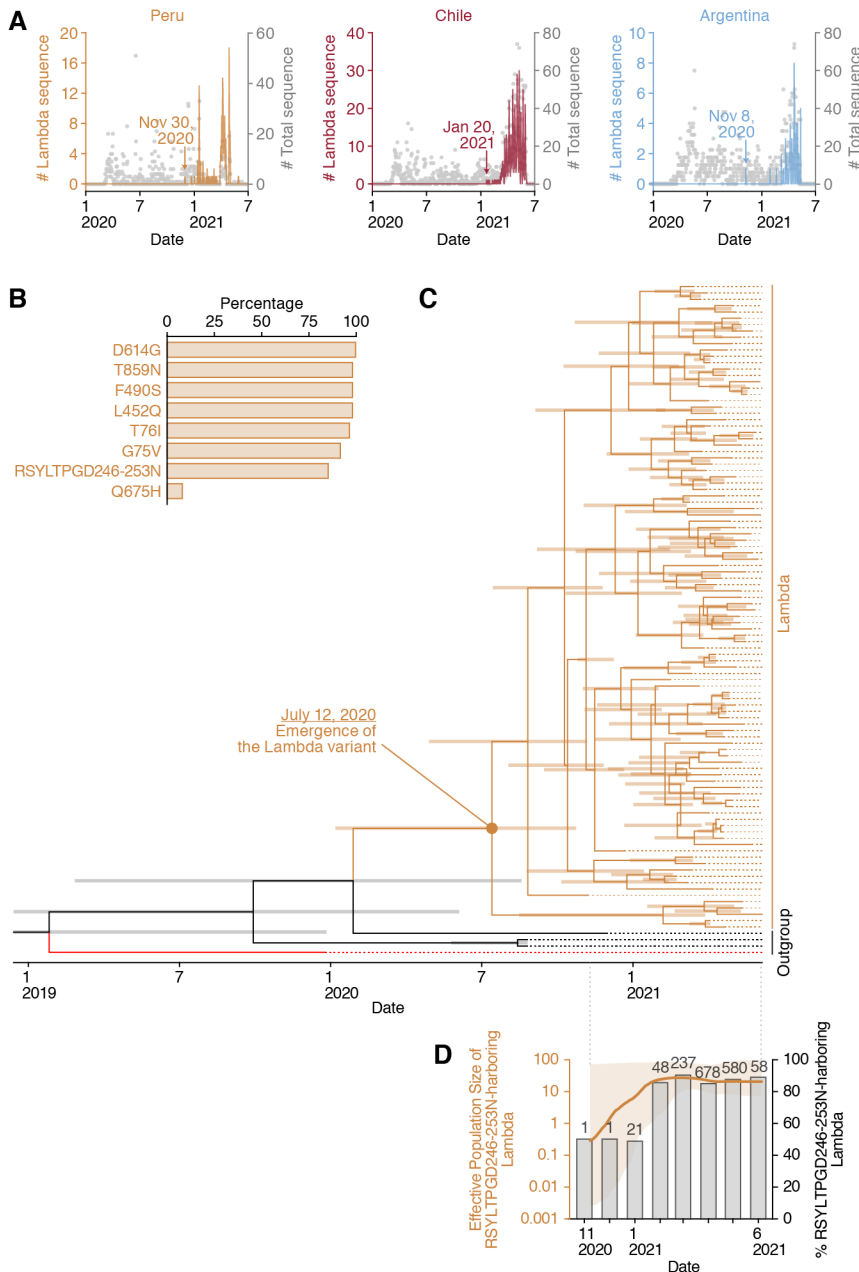 A
Peru
Chile
Argentina
# Lambda sequence
20
16
12
8
4
0
Nov 30,
2020
60
40
20
0
# Total sequence
1
7
1
7
2020
2021
Date
# Lambda sequence
40
30
20
10
0
Jan 20,
2021
80
60
40
20
0
# Total sequence
1
7
1
7
2020
2021
Date
# Lambda sequence
10
8
6
4
2
0
Nov 8,
2020
80
60
40
20
0
# Total sequence
1
7
1
7
2020
2021
Date
B
Percentage
0 25 50 75 100
D614G
T859N
F490S
L452Q
T76I
G75V
RSYLTPGD246-253N
Q675H
C
July 12, 2020
Emergence of
the Lambda variant
Lambda
Outgroup
1
7
1
7
1
2019
2020
2021
Date
D
Effective Population Size of
RSYLTPGD246-253N-harboring
Lambda
100
10
1
0.1
0.01
0.001
1
1
21
48
237
678
580
58
100
80
60
40
20
0
% RSYLTPGD246-253N-harboring
Lambda
11
1
6
2020
2021
2021
Date